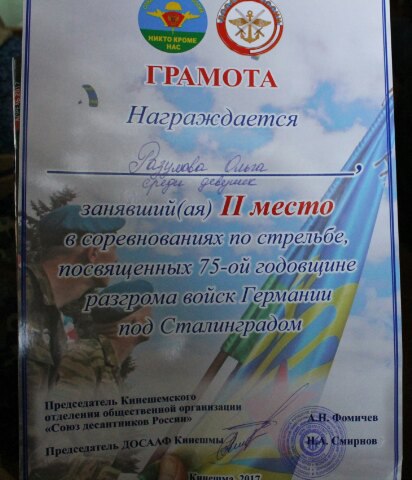 НИКТО КРОМЕ
НАС
ГРАМОТА
Награждается
Разумова Ольга
среди девушек
занявший(ая) II место
в соревнованиях по стрельбе,
посвященных 75-ой годовщине
разгрома войск Германии
под Сталинградом
Председатель Кинешемского
отделения общественной организации
«Союз десантников России»
А.Н. Фомичев
Председатель ДОСААФ Кинешмы
Н.А. Смирнов
Кинешма, 2017